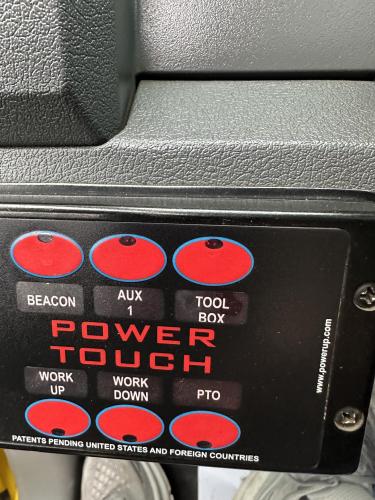 BEACON
AUX
1
TOOL
BOX
POWER
TOUCH
WORK
UP
WORK
DOWN
PTO
PATENTS PENDING UNITED STATES AND FOREIGN COUNTRIES
www.powerup.com